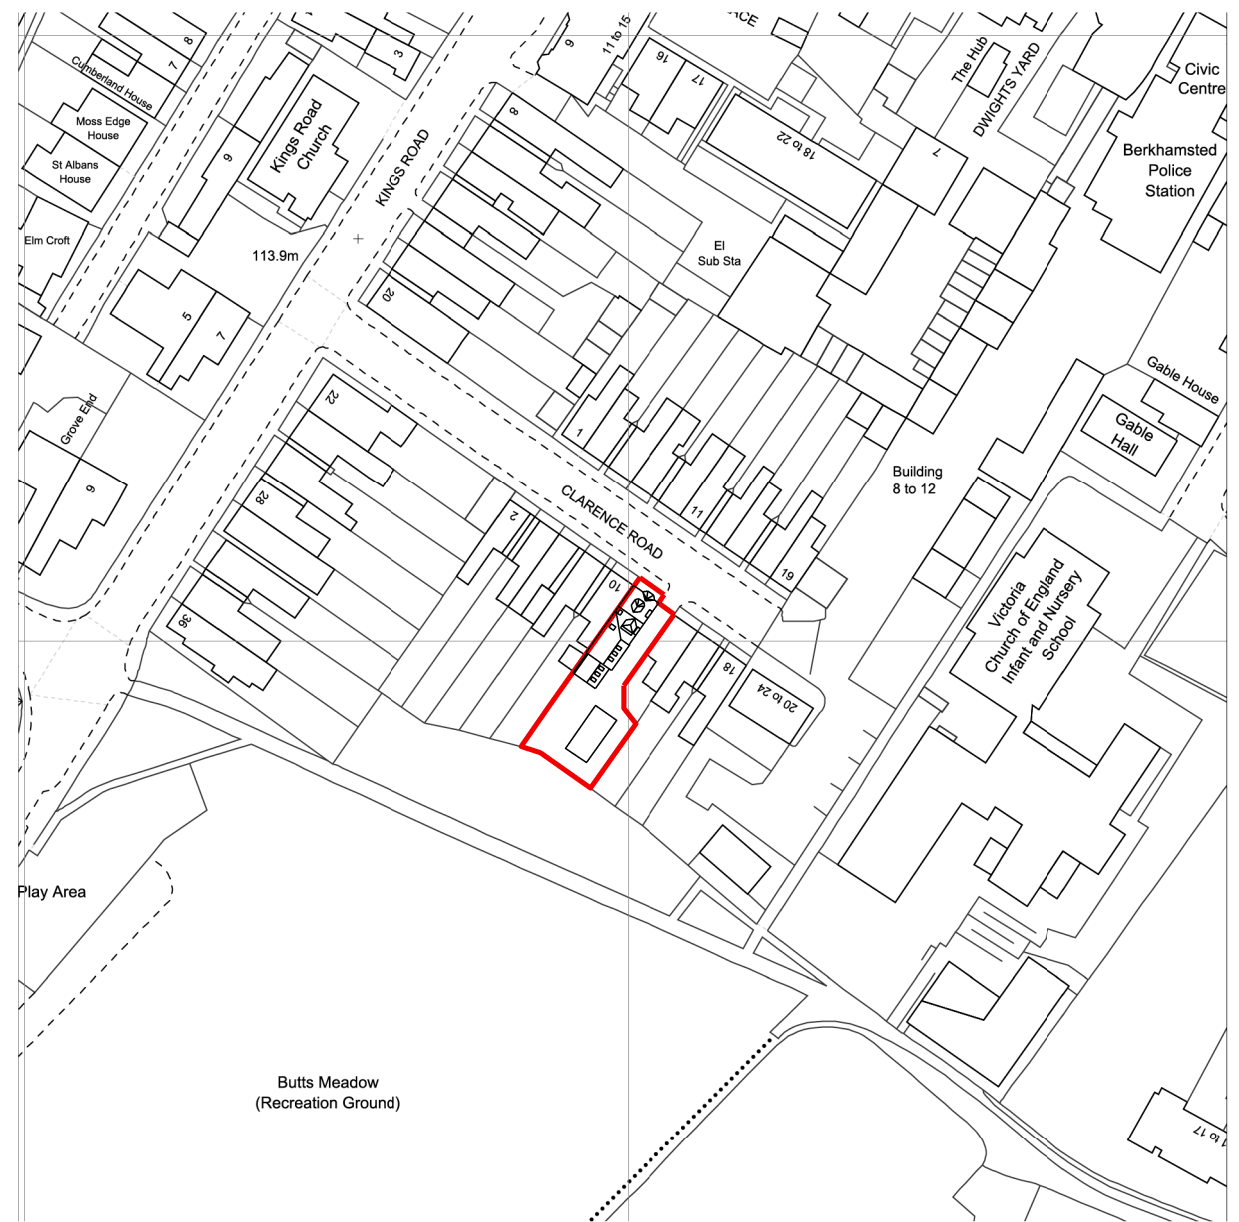 8
7
Cumberland House
Moss Edge
House
St Albans
House
Elm Croft
9
3
Kings Road
Church
KINGS ROAD
113.9m
5
7
Grove End
9
9
11 to 15
16
17
18 to 22
8
20
El
Sub Sta
The Hub
DWIGHTS YARD
7
Civic
Centre
Berkhamsted
Police
Station
Gable House
Gable
Hall
Building
8 to 12
22
28
36
1
11
19
CLARENCE ROAD
2
10
18
20 to 24
Victoria
Church of England
Infant and Nursery
School
Play Area
Butts Meadow
(Recreation Ground)
1 to 17